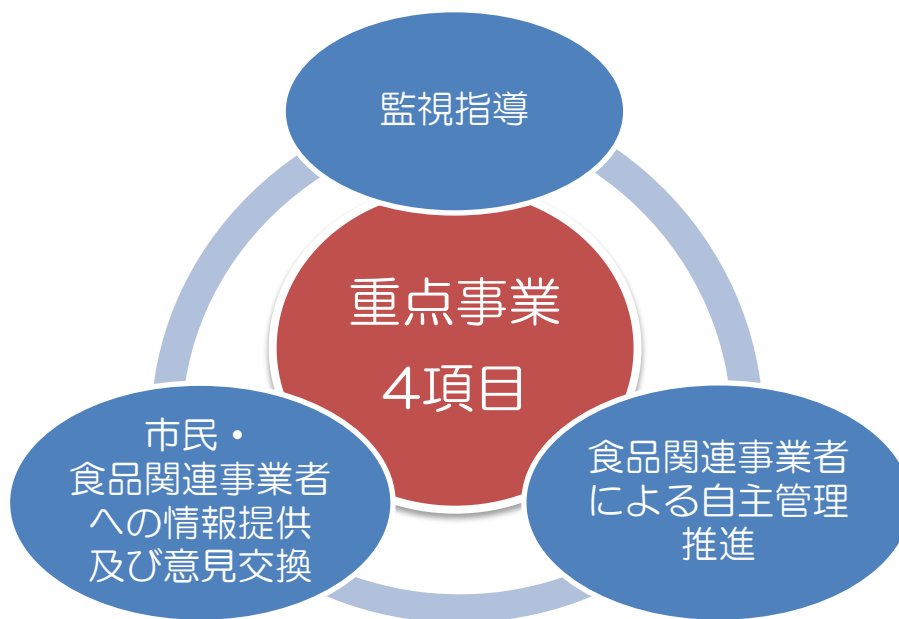 監視指導
重点事業
4項目
市民・
食品関連事業者
への情報提供
及び意見交換
食品関連事業者
による自主管理
推進